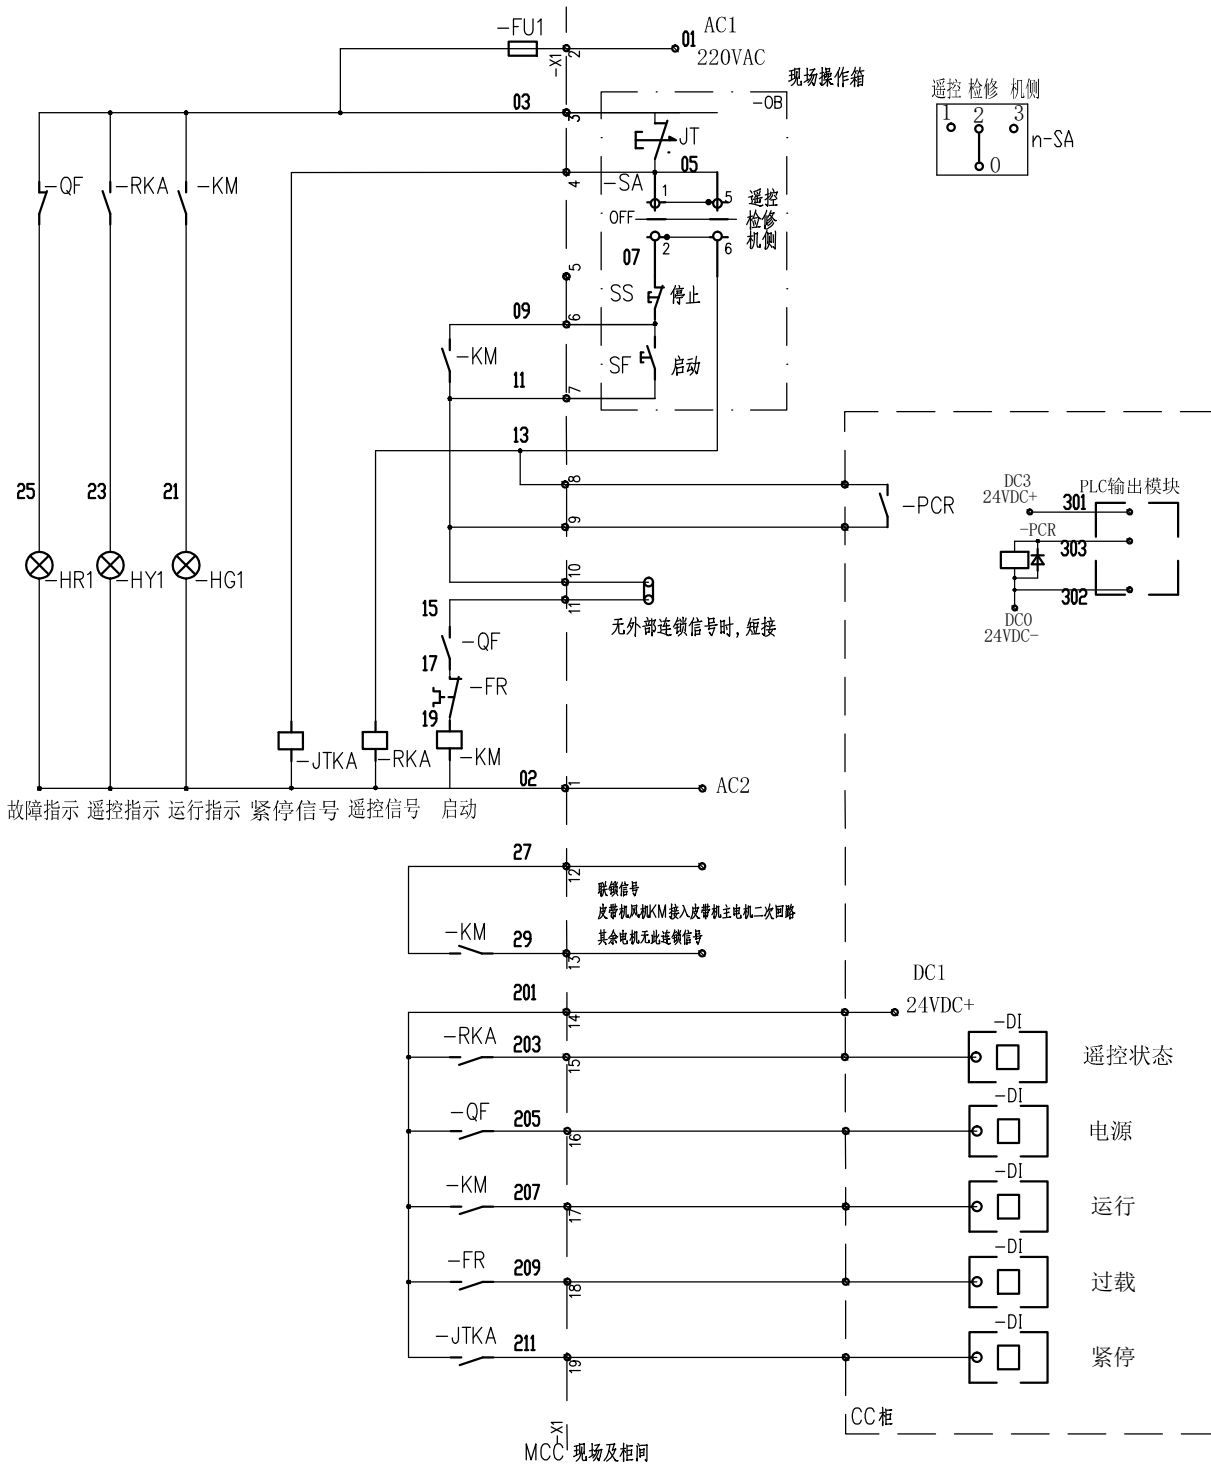 -FU1
01
AC1
220VAC
2
-X1
现场操作箱
-OB
遥控 检修 机侧
1 2 3
0
n-SA
03
3
JT
05
4
-SA
1
5
遥控
检修
机侧
OFF
2
6
07
5
SS
停止
09
6
-QF
-RKA
-KM
-KM
SF
启动
11
7
13
8
9
-PCR
DC3
24VDC+
301
PLC输出模块
-PCR
303
302
DC0
24VDC-
25
23
21
-HR1
-HY1
-HG1
10
11
无外部连锁信号时,短接
15
-QF
17
-FR
19
-JTKA
-RKA
-KM
02
1
AC2
故障指示
遥控指示
运行指示
紧停信号
遥控信号
启动
27
12
联锁信号
皮带机风机KM接入皮带机主电机二次回路
其余电机无此连锁信号
-KM
29
13
201
14
DC1
24VDC+
-RKA
203
15
-DI
遥控状态
-QF
205
16
-DI
电源
-KM
207
17
-DI
运行
-FR
209
18
-DI
过载
-JTKA
211
19
-DI
紧停
CC柜
-X1
MCC
现场及柜间